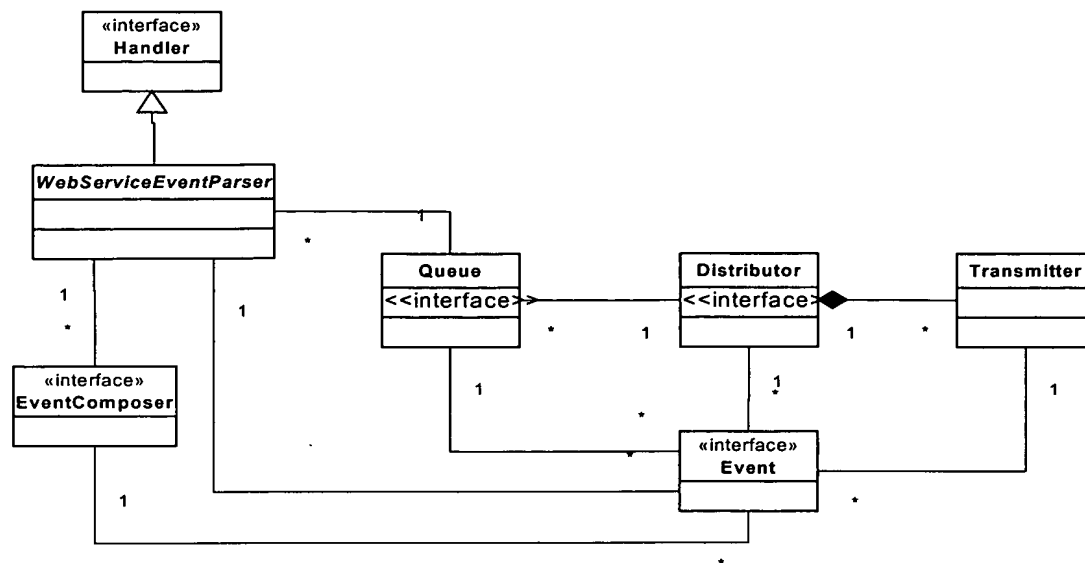 «interface»
Handler
WebServiceEventParser
1
*
Queue
<<interface>
Distributor
<<interface>
Transmitter
1
1
*
*
1
1
*
«interface»
EventComposer
1
1
*
1
*
*
«interface»
Event
1
*
*